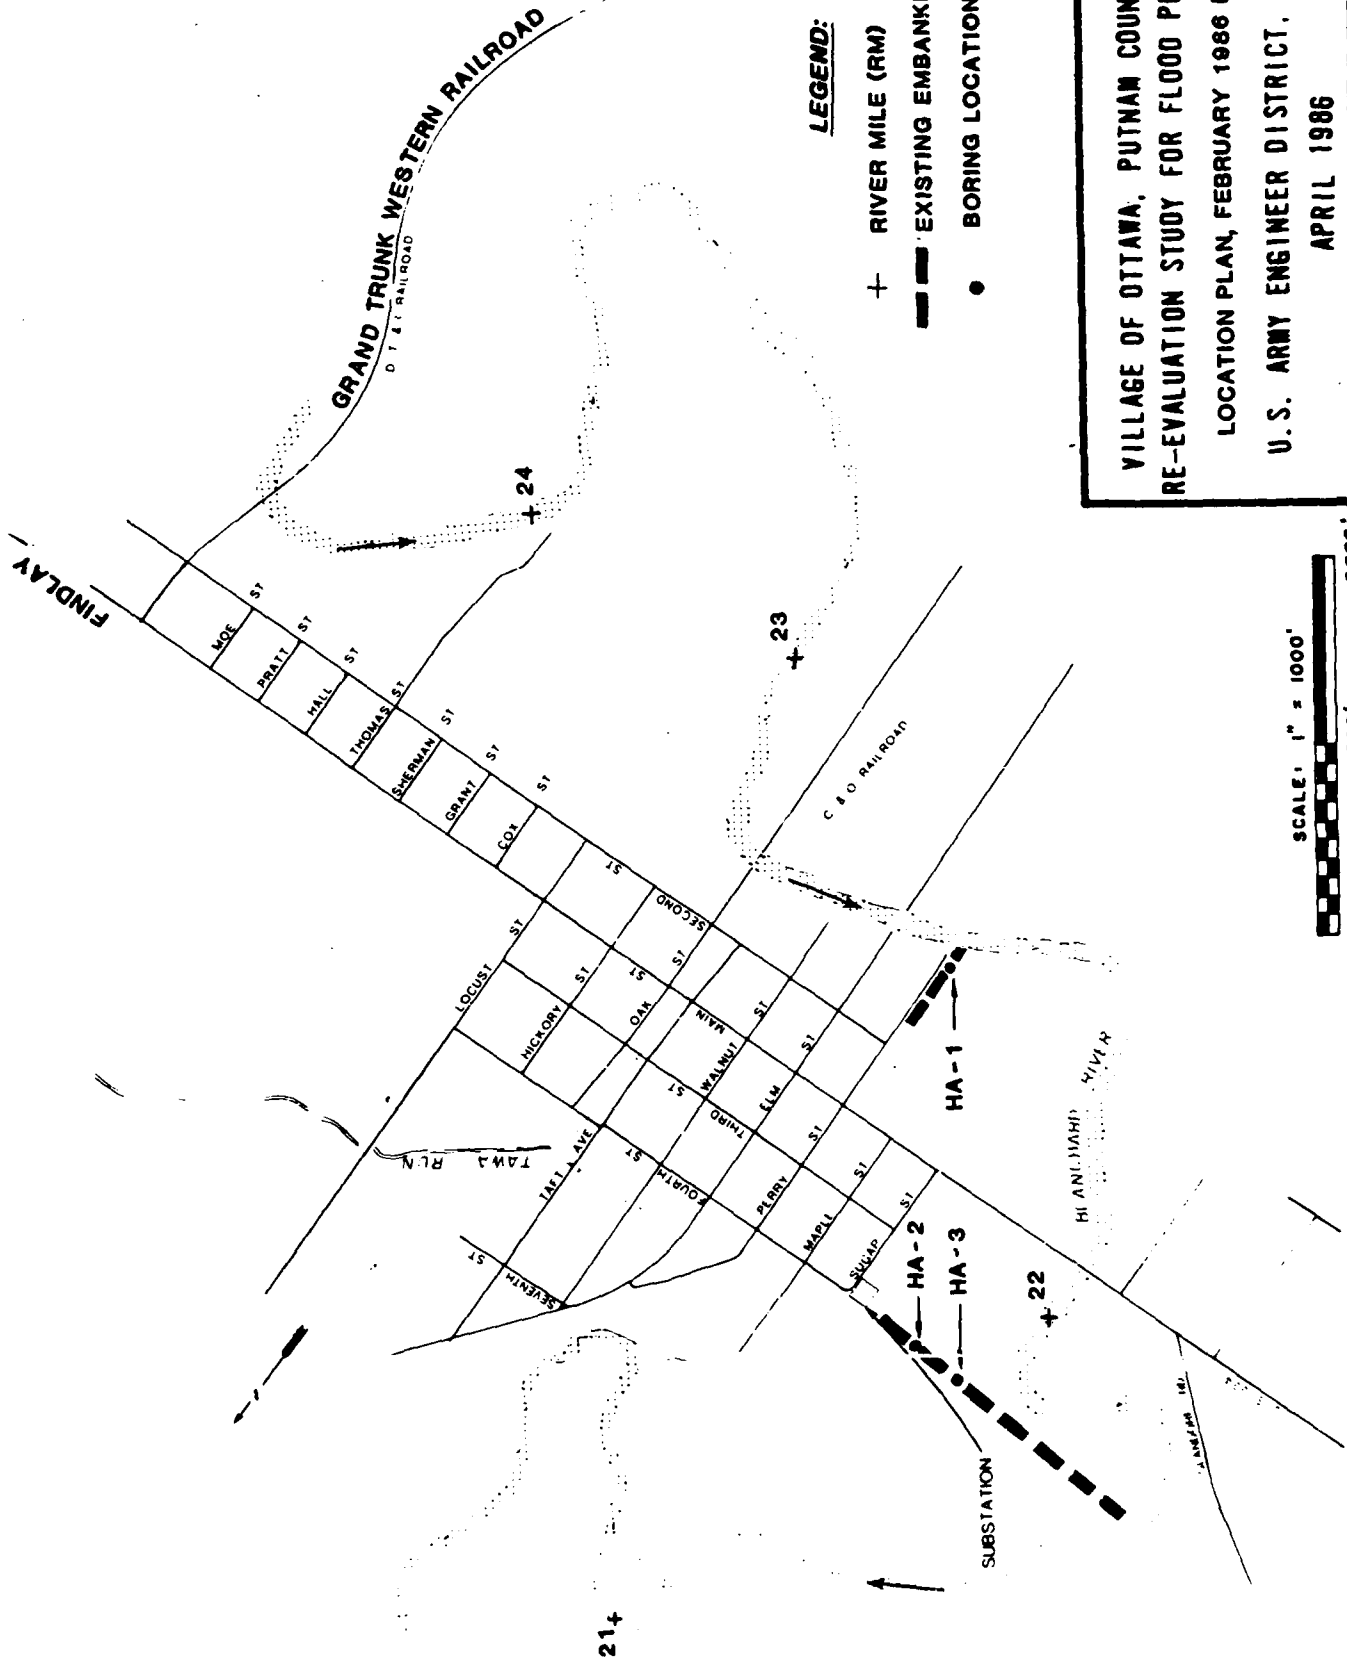 FINDLAY
GRAND TRUNK WESTERN RAILROAD
D T & I RAILROAD
MOE ST
PRATT ST
HALL ST
THOMAS ST
SHERMAN ST
GRANT ST
COX ST
LOCUST ST
HICKORY ST
OAK ST
TAFT AVE
WALNUT ST
ELM ST
PERRY ST
MAPLE ST
SUGAR ST
SECOND ST
MAIN ST
THIRD ST
FOURTH ST
SEVENTH ST
TAWA RUN
C & O RAILROAD
BLANCHARD RIVER
SUBSTATION
24
23
22
21
HA-1
HA-2
HA-3
LEGEND:
RIVER MILE (RM)
EXISTING EMBANK
BORING LOCATION
SCALE: 1" = 1000'
VILLAGE OF OTTAWA, PUTNAM COUN
RE-EVALUATION STUDY FOR FLOOD P
LOCATION PLAN, FEBRUARY 1986
U.S. ARMY ENGINEER DISTRICT,
APRIL 1986